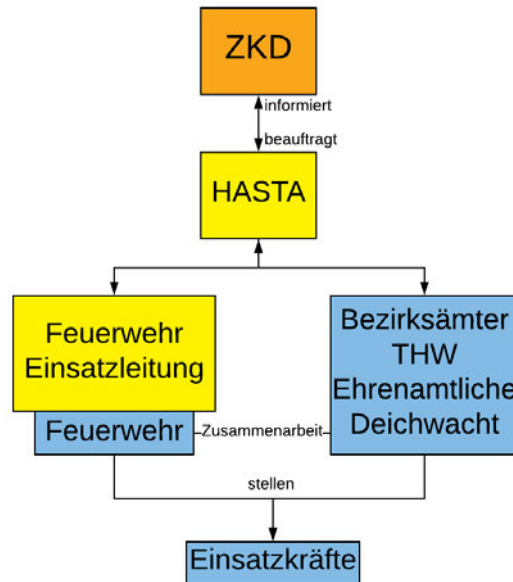 ZKD
informiert
beauftragt
HASTA
Feuerwehr
Einsatzleitung
Feuerwehr
Zusammenarbeit
Bezirksämter
THW
Ehrenamtliche
Deichwacht
stellen
Einsatzkräfte